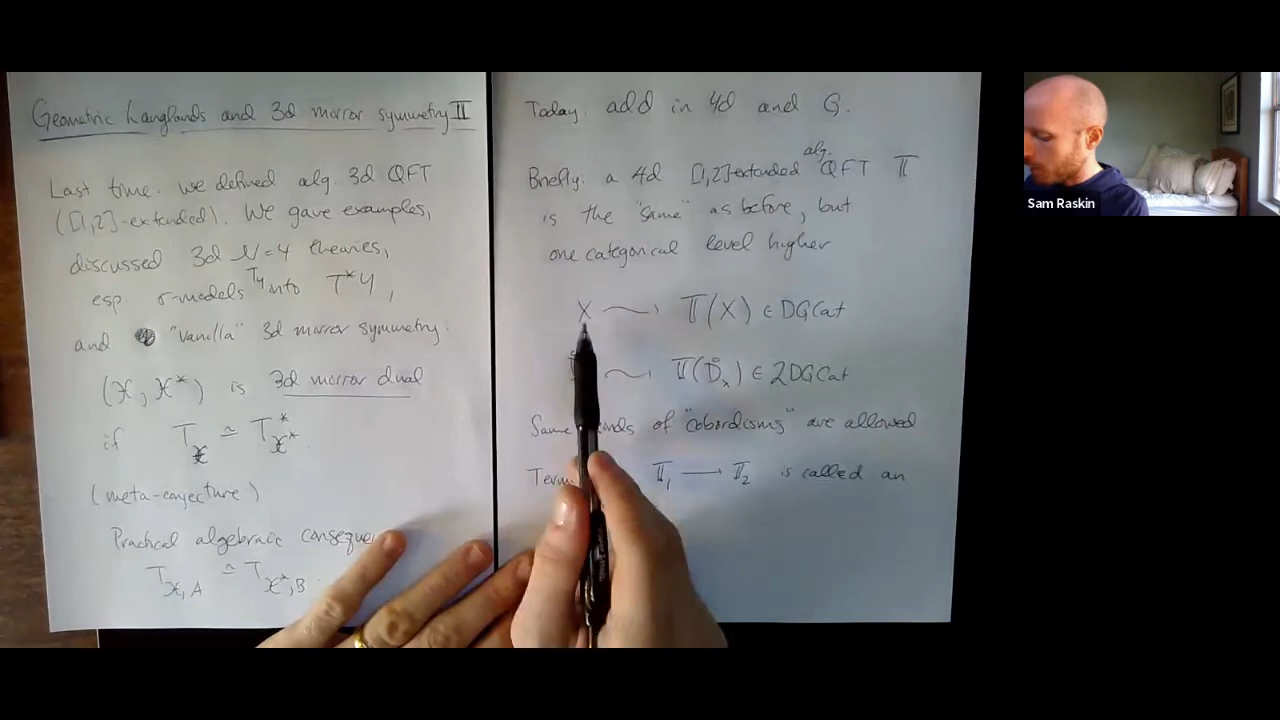 Geometric Langlands and 3d mirror symmetry II
Last time: we defined alg. 3d QFT
([1,2]-extended). We gave examples,
discussed 3d N=4 theories,
esp. σ-models T_Y into T*Y,
and "vanilla" 3d mirror symmetry.
(X, X*) is 3d mirror dual
if T_X ≃ T*_X*.
(meta-conjecture)
Practical algebraic
T_X,A ≃ T_X*,B
Today: add in 4d and G.
Briefly: a 4d [1,2]-extended alg. QFT 𝕋
is the "same" as before, but
one categorical level higher
X ⇝ 𝕋(X) ∈ DGCat
⇝ 𝕋(D̊_x) ∈ 2DGCat
Same of "cobordisms" are allowed
𝕋_1 → 𝕋_2 is called an
Sam Raskin